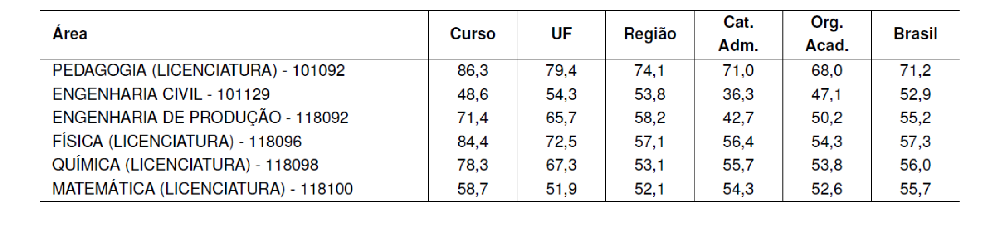 Área Curso UF Região Cat. Adm. Org. Acad. Brasil
PEDAGOGIA (LICENCIATURA) - 101092 86,3 79,4 74,1 71,0 68,0 71,2
ENGENHARIA CIVIL - 101129 48,6 54,3 53,8 36,3 47,1 52,9
ENGENHARIA DE PRODUÇÃO - 118092 71,4 65,7 58,2 42,7 50,2 55,2
FÍSICA (LICENCIATURA) - 118096 84,4 72,5 57,1 56,4 54,3 57,3
QUÍMICA (LICENCIATURA) - 118098 78,3 67,3 53,1 55,7 53,8 56,0
MATEMÁTICA (LICENCIATURA) - 118100 58,7 51,9 52,1 54,3 52,6 55,7